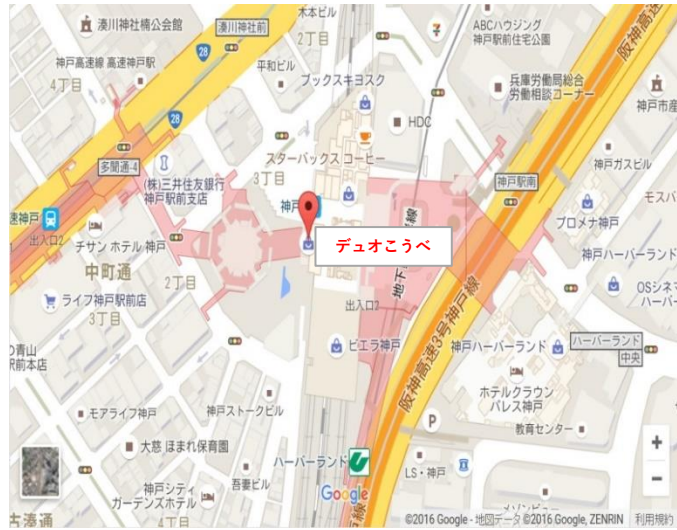 湊川神社楠公会館
湊川神社前
木本ビル
2丁目
ABCハウジング
神戸駅前住宅公園
神戸高速線 高速神戸駅
4丁目
28
平和ビル
ブックスキヨスク
HDC
兵庫労働局総合
労働相談コーナー
阪神高速
神戸市産
28
多聞通-4
(株)三井住友銀行
神戸駅前支店
3丁目
スターバックス コーヒー
神戸駅南
神戸ガスビル
モスバ
速神戸
出入口2
チサン ホテル 神戸
神戸
デュオこうべ
プロメナ神戸
神戸ハーバーランド
中町通
2丁目
地下
線
OSシネマ
ハーバー
ライフ神戸駅前店
3丁目
出入口2
の青山
駅前本店
ビエラ神戸
阪神高速3号神戸線
神戸ハーバーランド
ハーバーランド
中央
ホテルクラウン
パレス神戸
モアライフ神戸
神戸ストークビル
P
教育センター
大慈 ほまれ保育園
ハーバーランド
吾妻ビル
LS・神戸
神戸シティ
ガーデンズホテル
Google
+
−
古湊通
4丁目
©2016 Google - 地図データ ©2016 Google, ZENRIN
利用規約